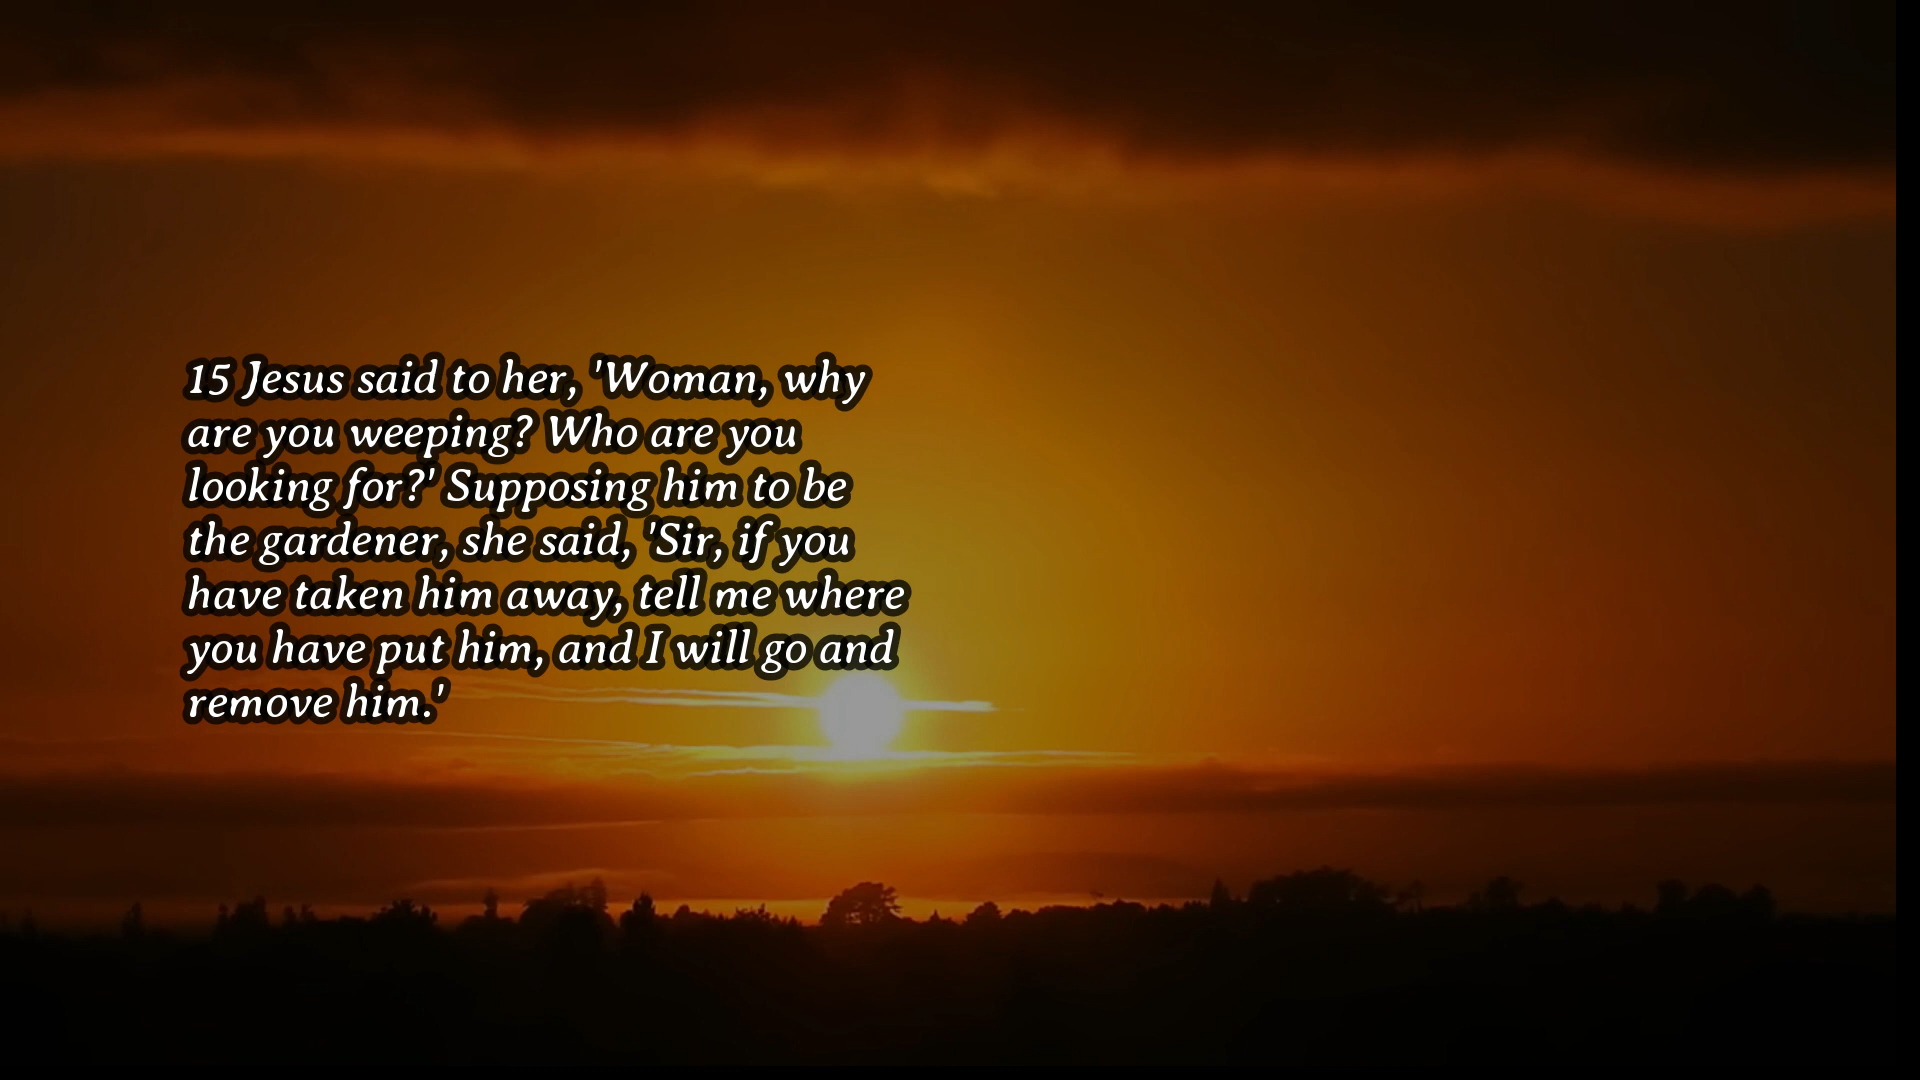 15 Jesus said to her, 'Woman, why
are you weeping? Who are you
looking for?' Supposing him to be
the gardener, she said, 'Sir, if you
have taken him away, tell me where
you have put him, and I will go and
remove him.'